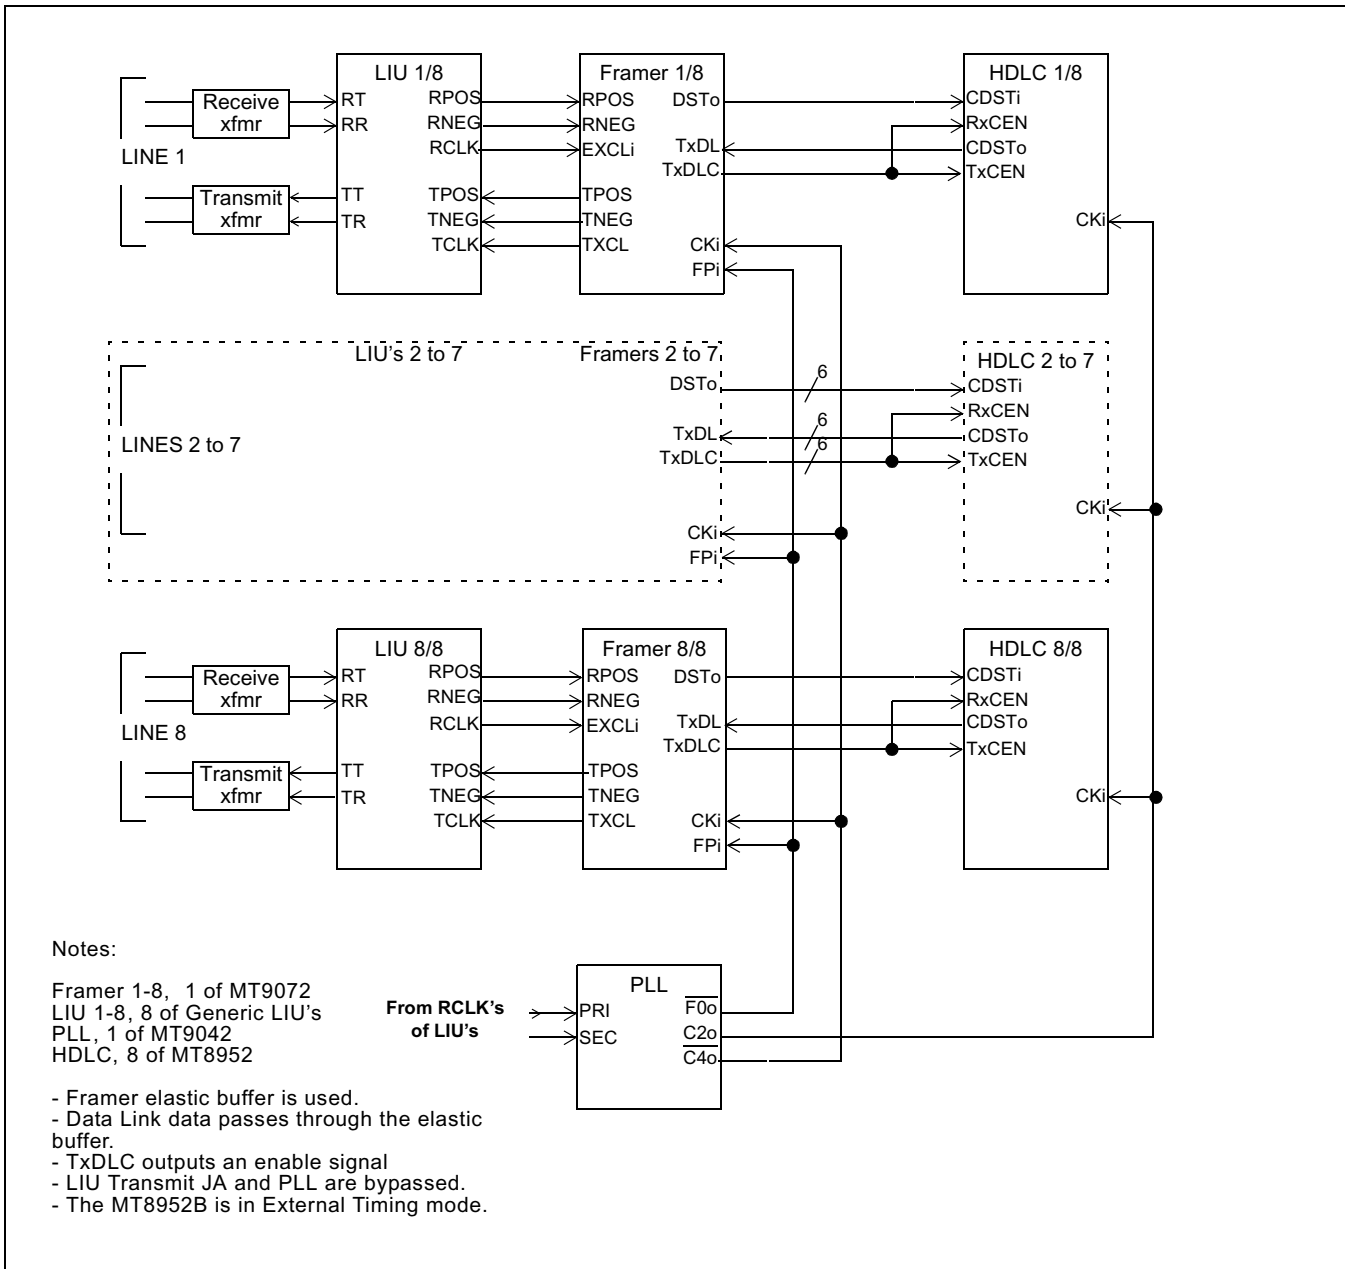 LIU 1/8
Framer 1/8
HDLC 1/8
Receive
xfmr
RT
RR
RPOS
RNEG
RCLK
RPOS
RNEG
EXCLi
DSTo
TxDL
TxDLC
CDSTi
RxCEN
CDSTo
TxCEN
LINE 1
Transmit
xfmr
TT
TR
TPOS
TNEG
TCLK
TPOS
TNEG
TXCL
CKi
FPi
CKi
LIU's 2 to 7
Framers 2 to 7
HDLC 2 to 7
DSTo
6
CDSTi
RxCEN
LINES 2 to 7
TxDL
6
CDSTo
TxDLC
6
TxCEN
CKi
FPi
CKi
LIU 8/8
Framer 8/8
HDLC 8/8
Receive
xfmr
RT
RR
RPOS
RNEG
RCLK
RPOS
RNEG
EXCLi
DSTo
TxDL
TxDLC
CDSTi
RxCEN
CDSTo
TxCEN
LINE 8
Transmit
xfmr
TT
TR
TPOS
TNEG
TCLK
TPOS
TNEG
TXCL
CKi
FPi
CKi
Notes:
Framer 1-8, 1 of MT9072
LIU 1-8, 8 of Generic LIU's
PLL, 1 of MT9042
HDLC, 8 of MT8952
From RCLK's
of LIU's
PLL
PRI
SEC
F0o
C2o
C4o
- Framer elastic buffer is used.
- Data Link data passes through the elastic
buffer.
- TxDLC outputs an enable signal
- LIU Transmit JA and PLL are bypassed.
- The MT8952B is in External Timing mode.